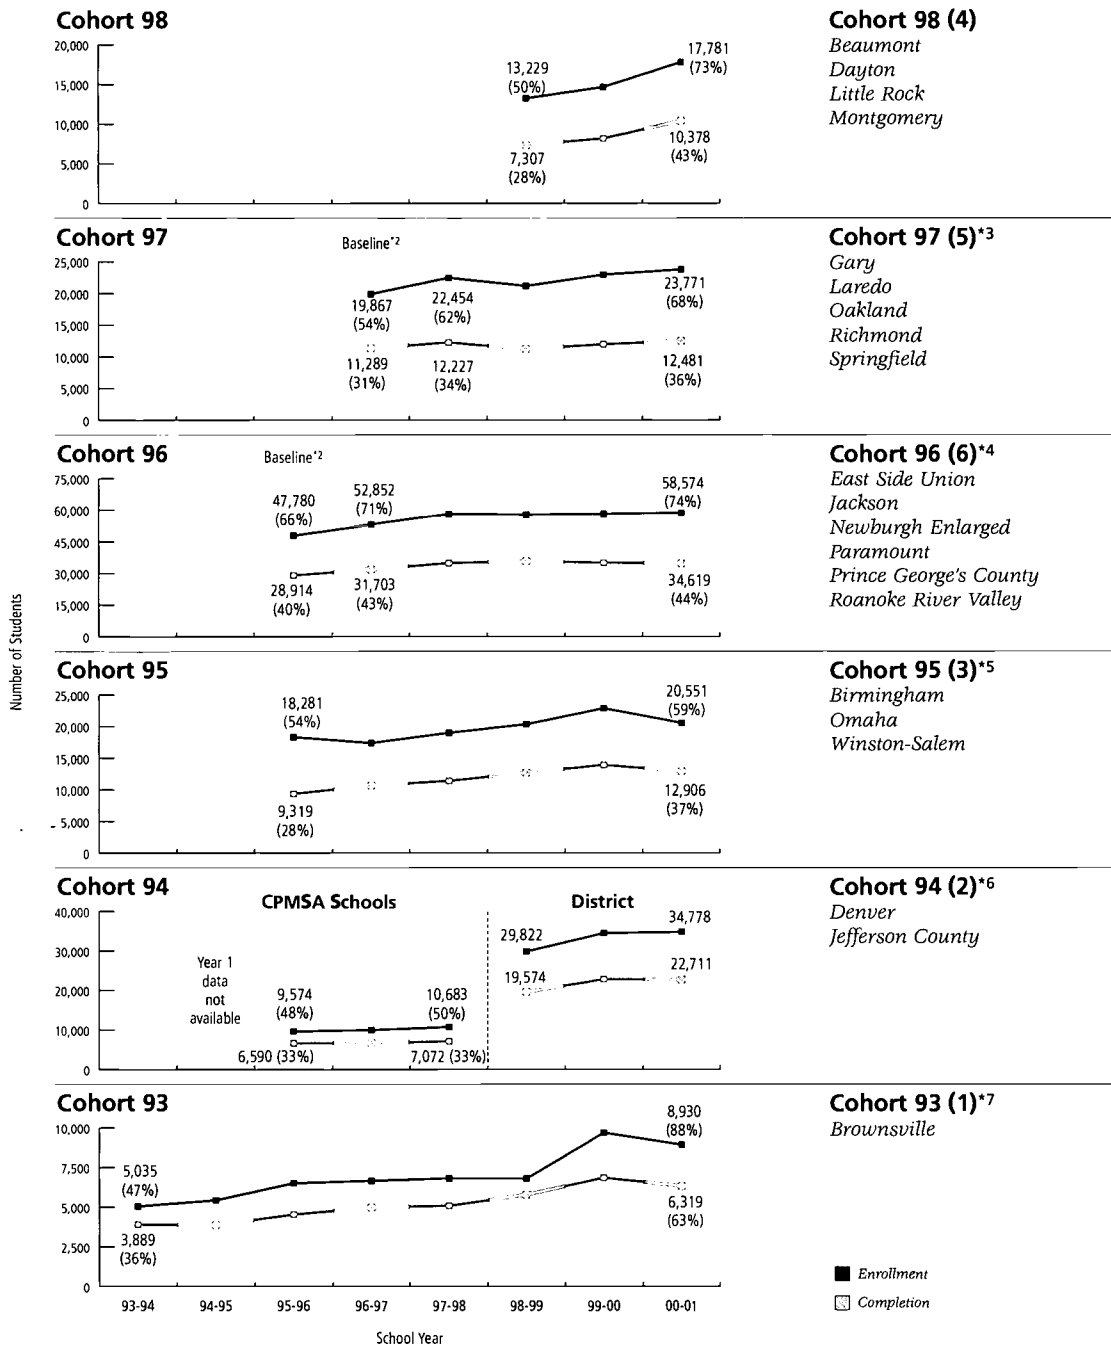 Cohort 98
20,000
15,000
10,000
5,000
0
13,229
(50%)
17,781
(73%)
7,307
(28%)
10,378
(43%)
Cohort 98 (4)
Beaumont
Dayton
Little Rock
Montgomery
Cohort 97
Baseline*2
25,000
20,000
15,000
10,000
5,000
0
19,867
(54%)
22,454
(62%)
23,771
(68%)
11,289
(31%)
12,227
(34%)
12,481
(36%)
Cohort 97 (5)*3
Gary
Laredo
Oakland
Richmond
Springfield
Cohort 96
Baseline*2
75,000
60,000
45,000
30,000
15,000
0
47,780
(66%)
52,852
(71%)
58,574
(74%)
28,914
(40%)
31,703
(43%)
34,619
(44%)
Cohort 96 (6)*4
East Side Union
Jackson
Newburgh Enlarged
Paramount
Prince George's County
Roanoke River Valley
Number of Students
Cohort 95
25,000
20,000
15,000
10,000
5,000
0
18,281
(54%)
20,551
(59%)
9,319
(28%)
12,906
(37%)
Cohort 95 (3)*5
Birmingham
Omaha
Winston-Salem
Cohort 94
CPMSA Schools
District
40,000
30,000
20,000
10,000
0
Year 1
data
not
available
9,574
(48%)
10,683
(50%)
6,590 (33%)
7,072 (33%)
29,822
34,778
19,574
22,711
Cohort 94 (2)*6
Denver
Jefferson County
Cohort 93
10,000
7,500
5,000
2,500
0
5,035
(47%)
8,930
(88%)
3,889
(36%)
6,319
(63%)
Cohort 93 (1)*7
Brownsville
Enrollment
Completion
93-94 94-95 95-96 96-97 97-98 98-99 99-00 00-01
School Year